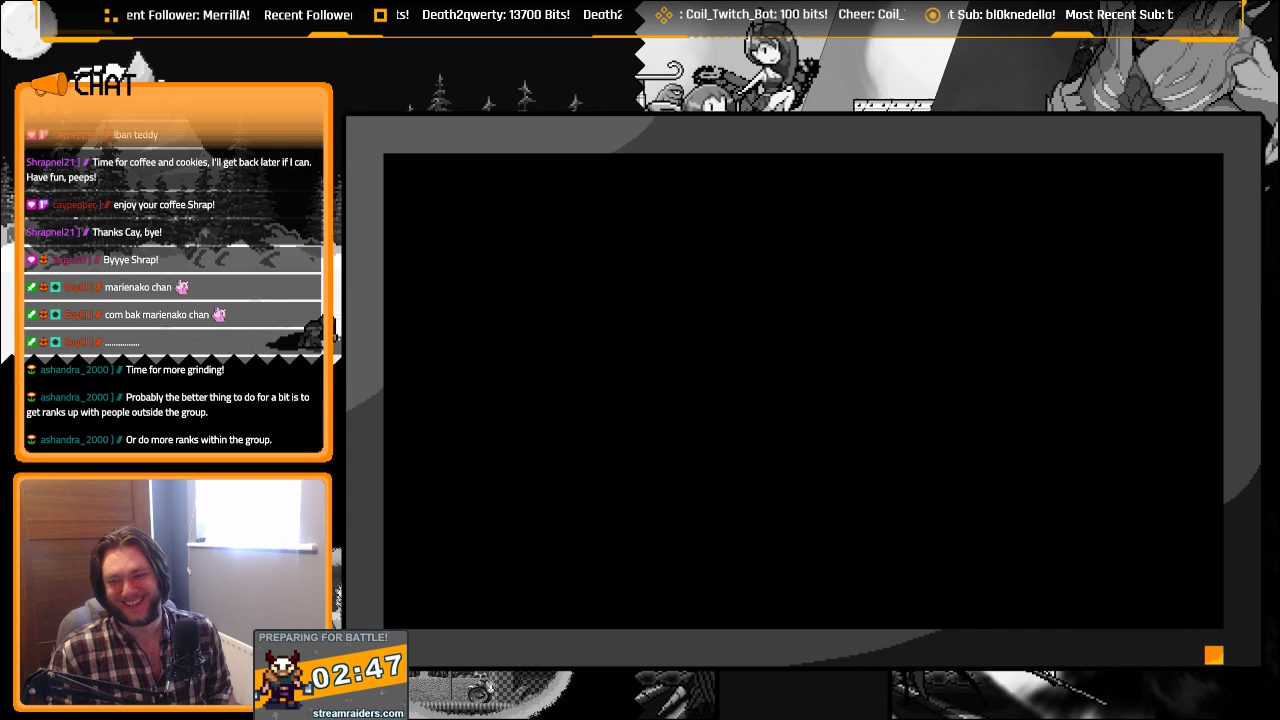 ent Follower: MerrillA! Recent Follower
ts! Death2qwerty: 13700 Bits! Death2
: Coil_Twitch_Bot: 100 bits! Cheer: Coil_
t Sub: bl0knedella! Most Recent Sub: b
CHAT
caypepper ] // !ban teddy
Shrapnel21 ] // Time for coffee and cookies, I'll get back later if I can.
Have fun, peeps!
caypepper ] // enjoy your coffee Shrap!
Shrapnel21 ] // Thanks Cay, bye!
] // Byyye Shrap!
] // marienako chan
] // com bak marienako chan
] // ...............
ashandra_2000 ] // Time for more grinding!
ashandra_2000 ] // Probably the better thing to do for a bit is to
get ranks up with people outside the group.
ashandra_2000 ] // Or do more ranks within the group.
PREPARING FOR BATTLE!
02:47
streamraiders.com